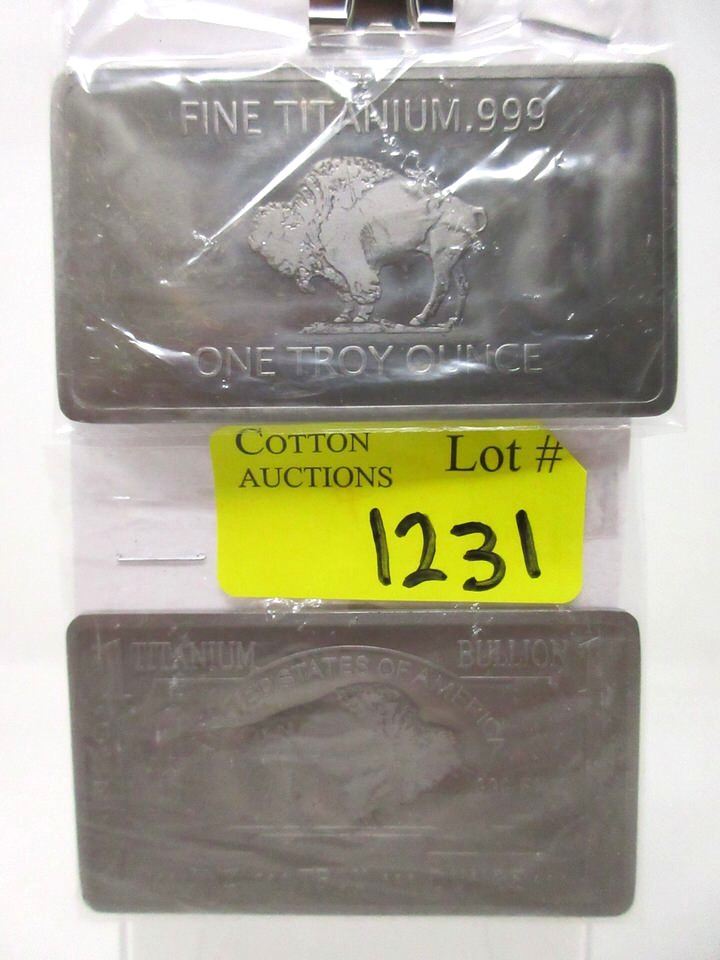 FINE TITANIUM.999
ONE TROY OUNCE
COTTON
AUCTIONS
Lot #
1231
TITANIUM
BULLION
STATES OF AMERICA